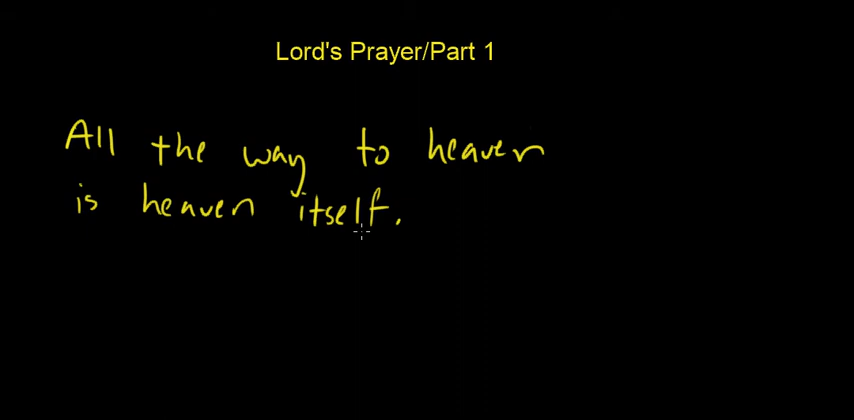 Lord's Prayer/Part 1
All the way to heaven
is heaven itself.